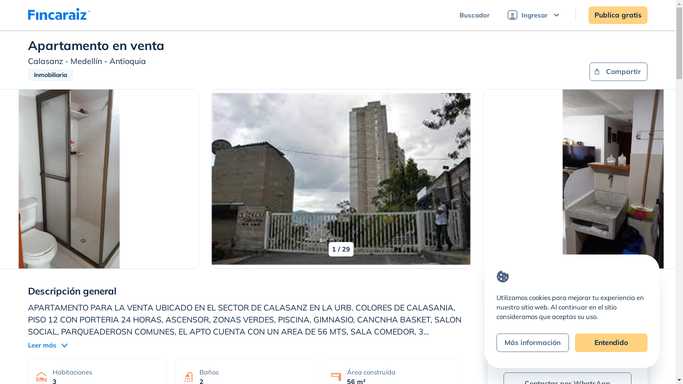 Fincaraiz
Buscador
Ingresar
Publica gratis
Apartamento en venta
Calasanz - Medellín - Antioquia
Inmobiliaria
Compartir
1 / 29
Descripción general
APARTAMENTO PARA LA VENTA UBICADO EN EL SECTOR DE CALASANZ EN LA URB. COLORES DE CALASANIA,
PISO 12 CON PORTERIA 24 HORAS, ASCENSOR, ZONAS VERDES, PISCINA, GIMNASIO, CANCNHA BASKET, SALON
SOCIAL, PARQUEADEROSN COMUNES, EL APTO CUENTA CON UN AREA DE 56 MTS, SALA COMEDOR, 3...
Leer más
Habitaciones
3
Baños
2
Área construida
56 m²
Utilizamos cookies para mejorar tu experiencia en
nuestro sitio web. Al continuar en el sitio
consideramos que aceptas su uso.
Más información
Entendido
Contactar por WhatsApp